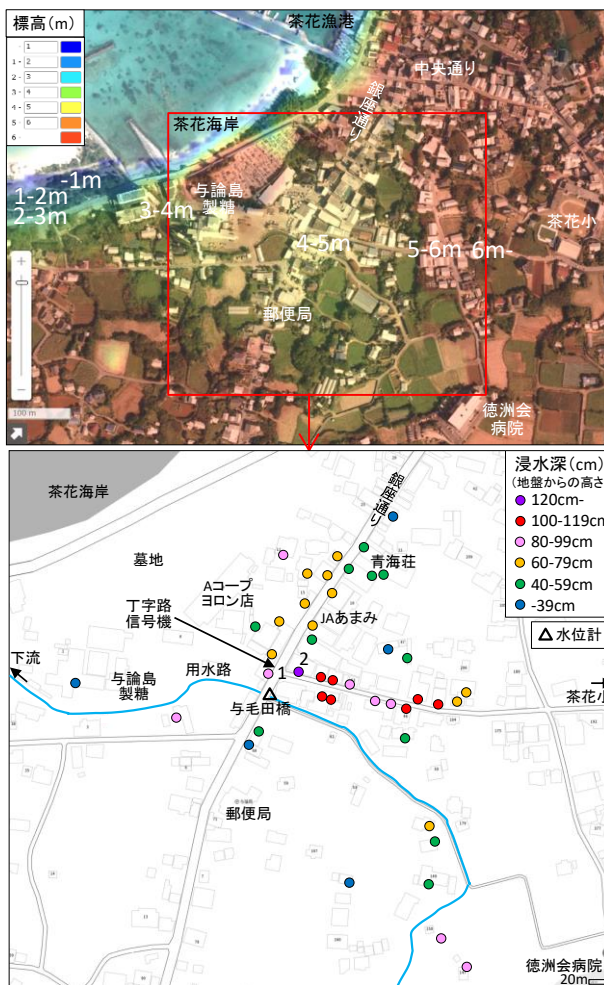 標高(m)
1
1 - 2
2 - 3
3 - 4
4 - 5
5 - 6
6 -
茶花漁港
中央通り
銀座通り
茶花海岸
-1m
1-2m
2-3m
与論島
製糖
3-4m
4-5m
5-6m
6m-
茶花小
郵便局
100 m
徳洲会
病院
茶花海岸
銀座通り
浸水深(cm)
(地盤からの高さ
120cm-
100-119cm
80-99cm
60-79cm
40-59cm
-39cm
水位計
墓地
青海荘
Aコープ
ヨロン店
丁字路
信号機
JAあまみ
下流
与論島
製糖
用水路
1
2
与毛田橋
茶花小
郵便局
徳洲会病院
20m